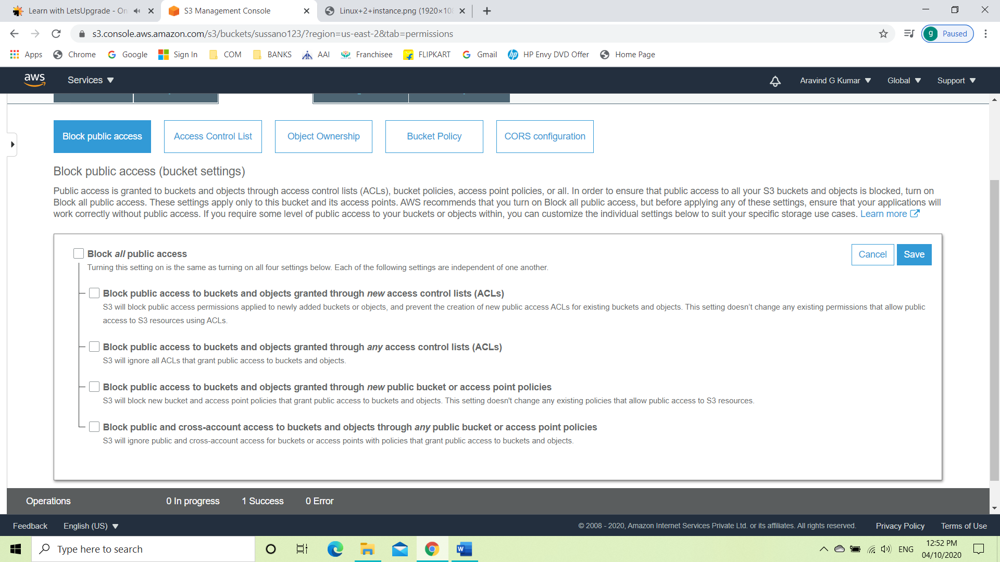 Learn with LetsUpgrade - On
S3 Management Console
Linux+2+instance.png (1920×108
s3.console.aws.amazon.com/s3/buckets/sussano123/?region=us-east-2&tab=permissions
g Paused
Apps Chrome Google Sign In COM BANKS AAI Franchisee FLIPKART Gmail HP Envy DVD Offer Home Page
aws Services Aravind G Kumar Global Support
Block public access Access Control List Object Ownership Bucket Policy CORS configuration
Block public access (bucket settings)
Public access is granted to buckets and objects through access control lists (ACLs), bucket policies, access point policies, or all. In order to ensure that public access to all your S3 buckets and objects is blocked, turn on
Block all public access. These settings apply only to this bucket and its access points. AWS recommends that you turn on Block all public access, but before applying any of these settings, ensure that your applications will
work correctly without public access. If you require some level of public access to your buckets or objects within, you can customize the individual settings below to suit your specific storage use cases. Learn more
Block all public access
Cancel Save
Turning this setting on is the same as turning on all four settings below. Each of the following settings are independent of one another.
Block public access to buckets and objects granted through new access control lists (ACLs)
S3 will block public access permissions applied to newly added buckets or objects, and prevent the creation of new public access ACLs for existing buckets and objects. This setting doesn't change any existing permissions that allow public
access to S3 resources using ACLs.
Block public access to buckets and objects granted through any access control lists (ACLs)
S3 will ignore all ACLs that grant public access to buckets and objects.
Block public access to buckets and objects granted through new public bucket or access point policies
S3 will block new bucket and access point policies that grant public access to buckets and objects. This setting doesn't change any existing policies that allow public access to S3 resources.
Block public and cross-account access to buckets and objects through any public bucket or access point policies
S3 will ignore public and cross-account access for buckets or access points with policies that grant public access to buckets and objects.
Operations 0 In progress 1 Success 0 Error
Feedback English (US) © 2008 - 2020, Amazon Internet Services Private Ltd. or its affiliates. All rights reserved. Privacy Policy Terms of Use
Type here to search
ENG
12:52 PM
04/10/2020